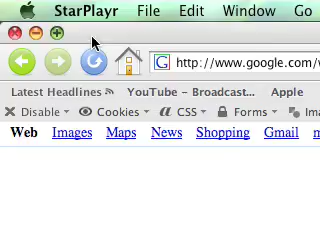 StarPlayr File Edit Window Go
http://www.google.com/
Latest Headlines YouTube - Broadcast... Apple
Disable Cookies CSS Forms Image
Web Images Maps News Shopping Gmail m